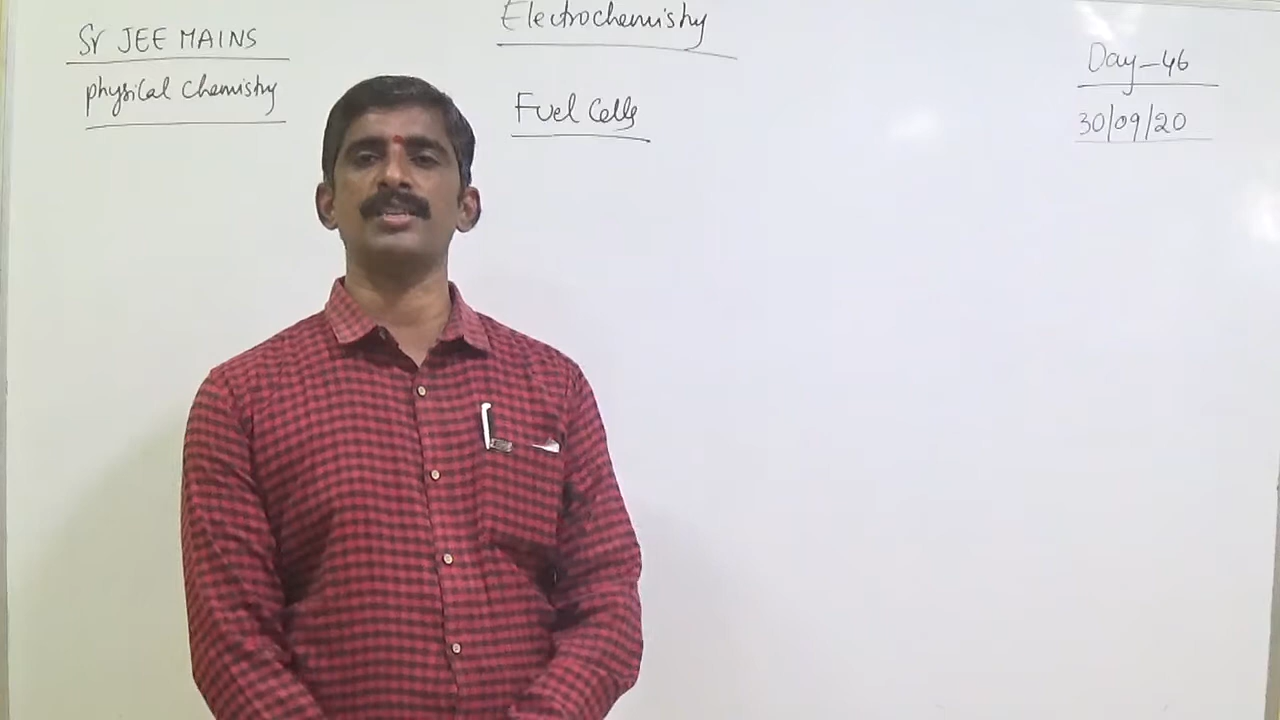 Sr JEE MAINS
physical chemistry
Electrochemistry
Fuel Cells
Day-46
30/09/20